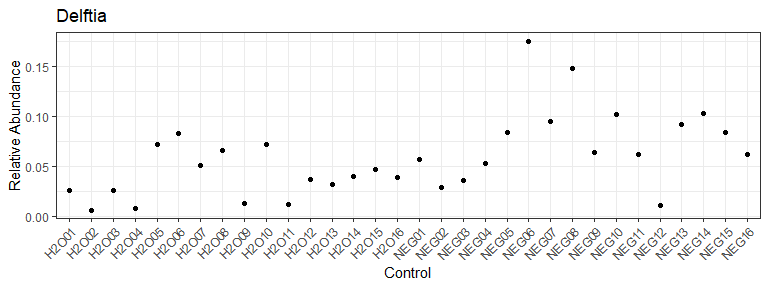 Delftia
Relative Abundance
0.15
0.10
0.05
0.00
H2O01 H2O02 H2O03 H2O04 H2O05 H2O06 H2O07 H2O08 H2O09 H2O10 H2O11 H2O12 H2O13 H2O14 H2O15 H2O16 NEG01 NEG02 NEG03 NEG04 NEG05 NEG06 NEG07 NEG08 NEG09 NEG10 NEG11 NEG12 NEG13 NEG14 NEG15 NEG16
Control